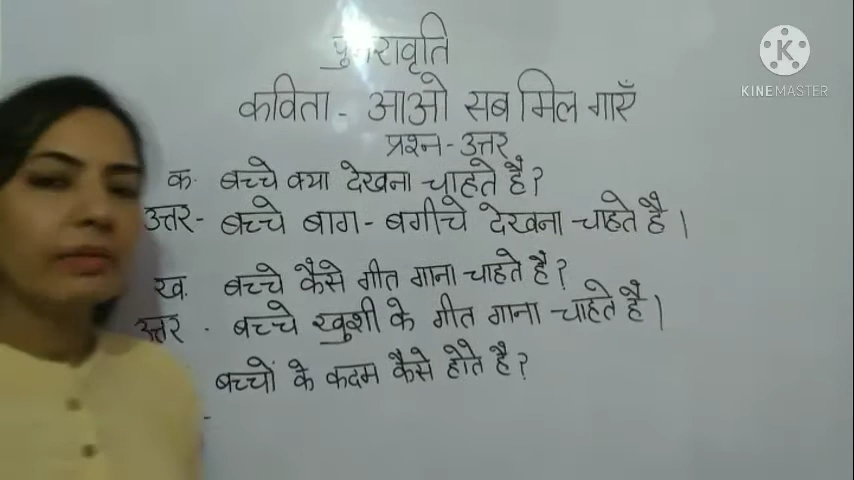 पुनरावृति
कविता - आओ सब मिल गाएँ
प्रश्न - उत्तर
क. बच्चे क्या देखना चाहते है?
उत्तर - बच्चे बाग - बगीचे देखना चाहते है।
ख. बच्चे कैसे गीत गाना चाहते है?
उत्तर . बच्चे खुशी के गीत गाना चाहते है।
बच्चों के कदम कैसे होते है?
-
K
KINEMASTER